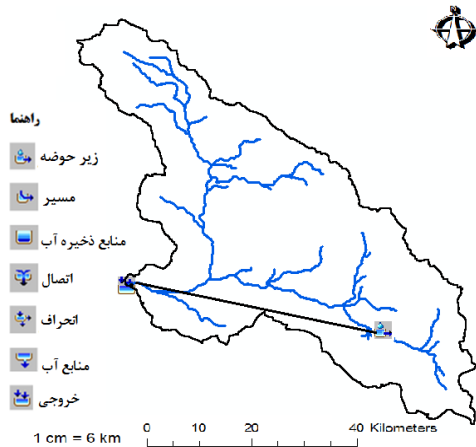 راهنما
زیر حوضه
مسیر
منابع ذخیره آب
اتصال
انحراف
منابع آب
خروجی
1 cm = 6 km
0 10 20 40 Kilometers